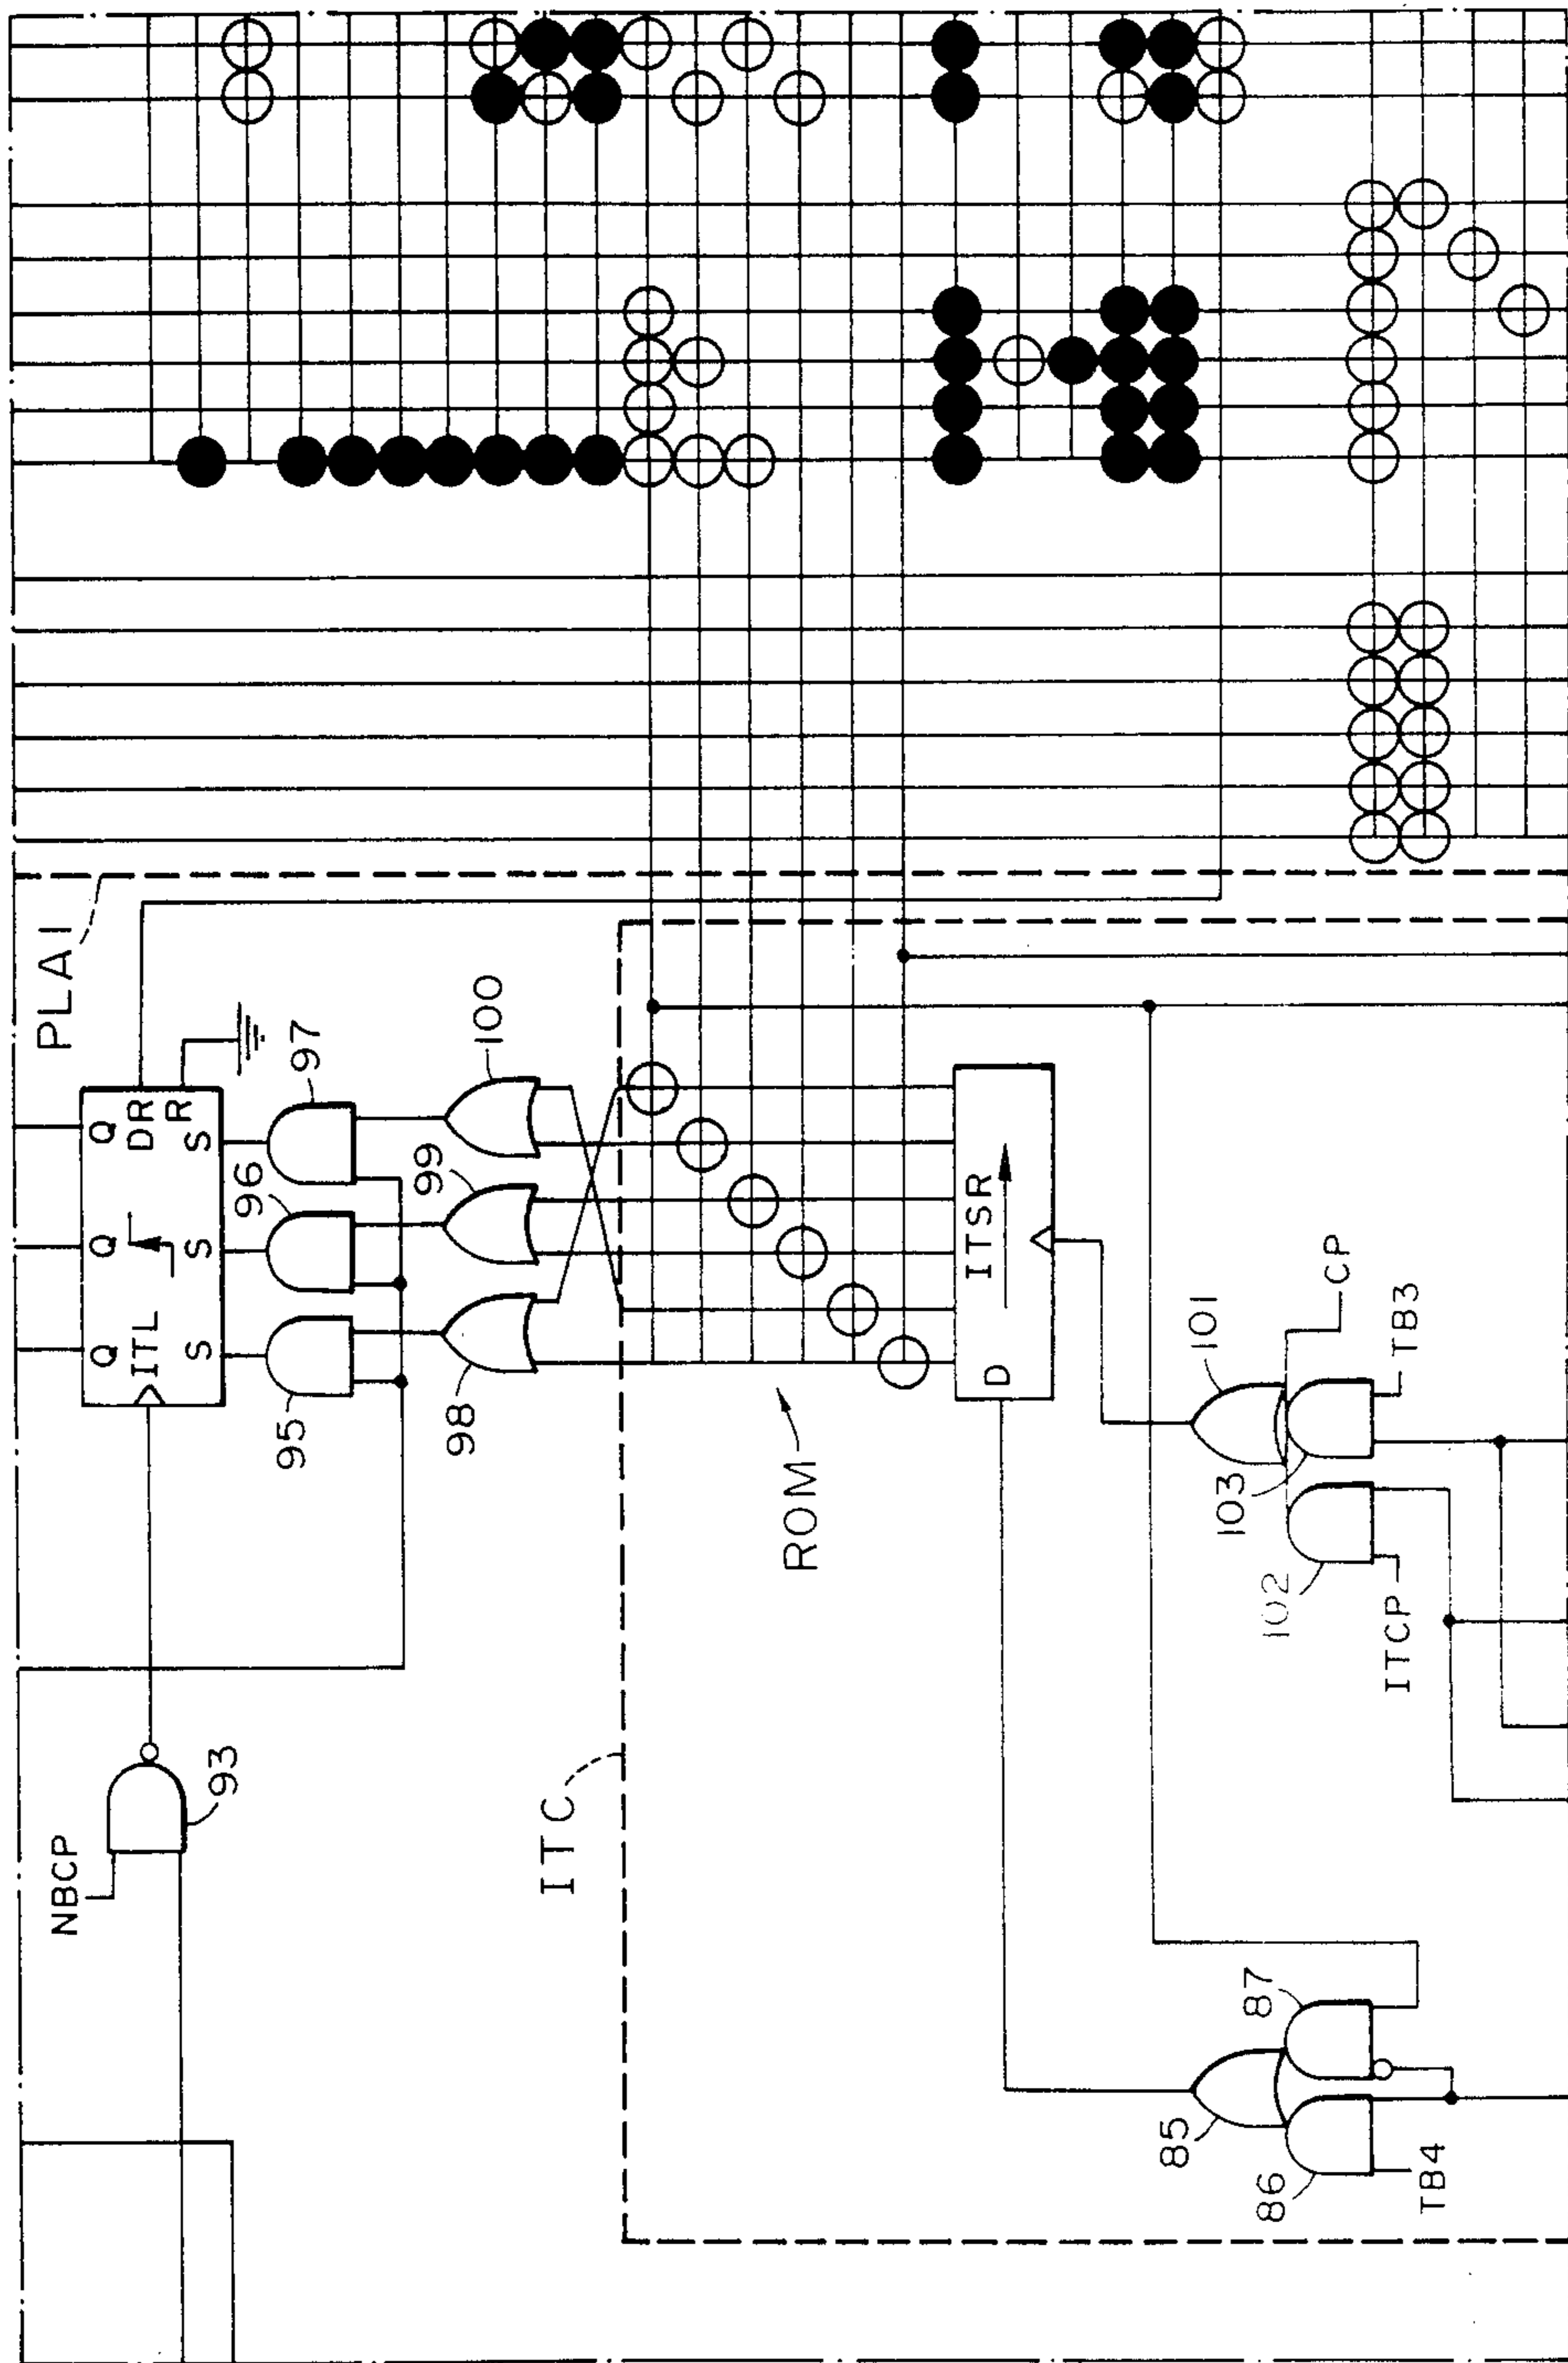 PLA1
Q
Q
Q
DR
R
ITL
S
S
S
97
96
95
100
99
98
93
NBCP
ITC
ROM
ITSR
D
CP
101
TB3
103
102
ITCP
87
85
86
TB4